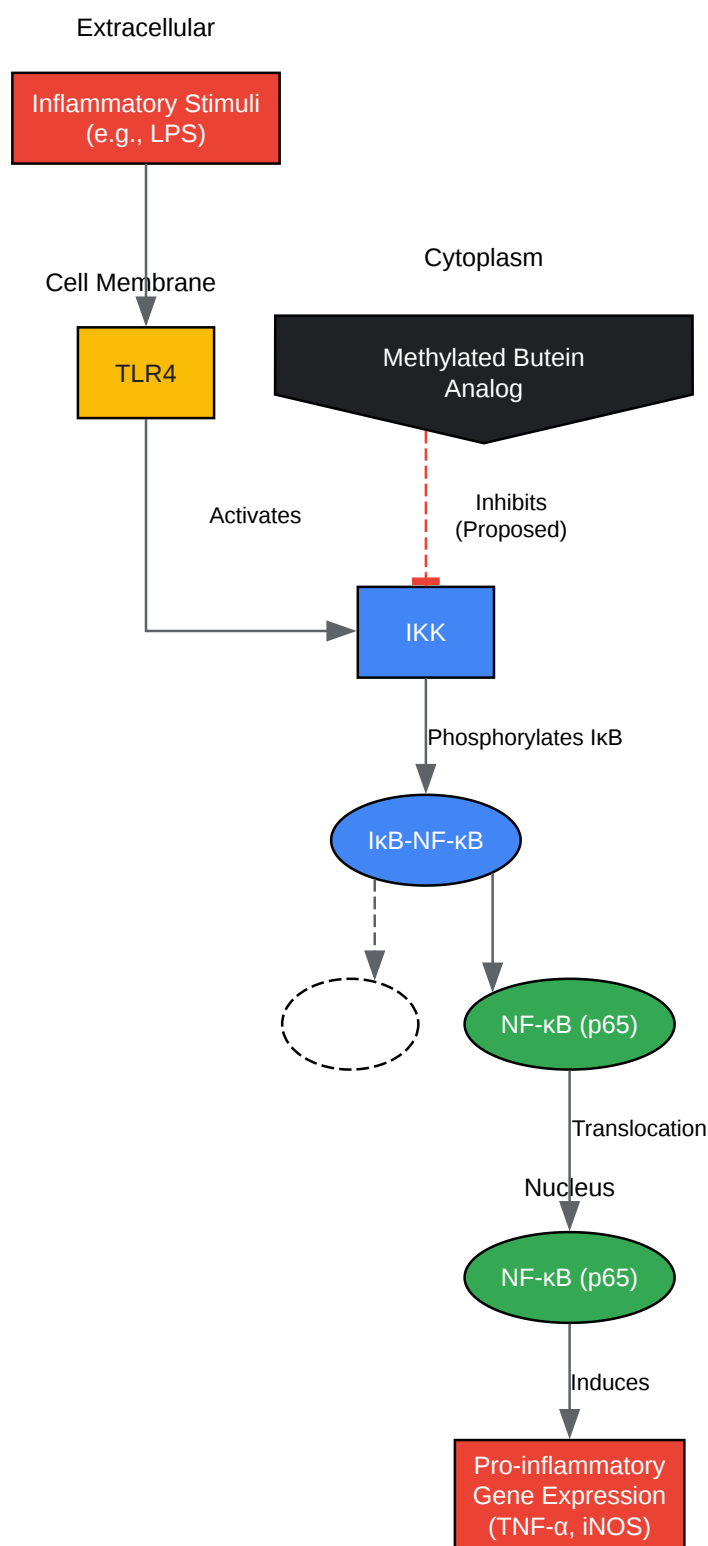 Extracellular
Inflammatory Stimuli
(e.g., LPS)
Cytoplasm
Cell Membrane
TLR4
Methylated Butein
Analog
Activates
Inhibits
(Proposed)
IKK
Phosphorylates IκB
IκB-NF-κB
NF-κB (p65)
Translocation
Nucleus
NF-κB (p65)
Induces
Pro-inflammatory
Gene Expression
(TNF-α, iNOS)